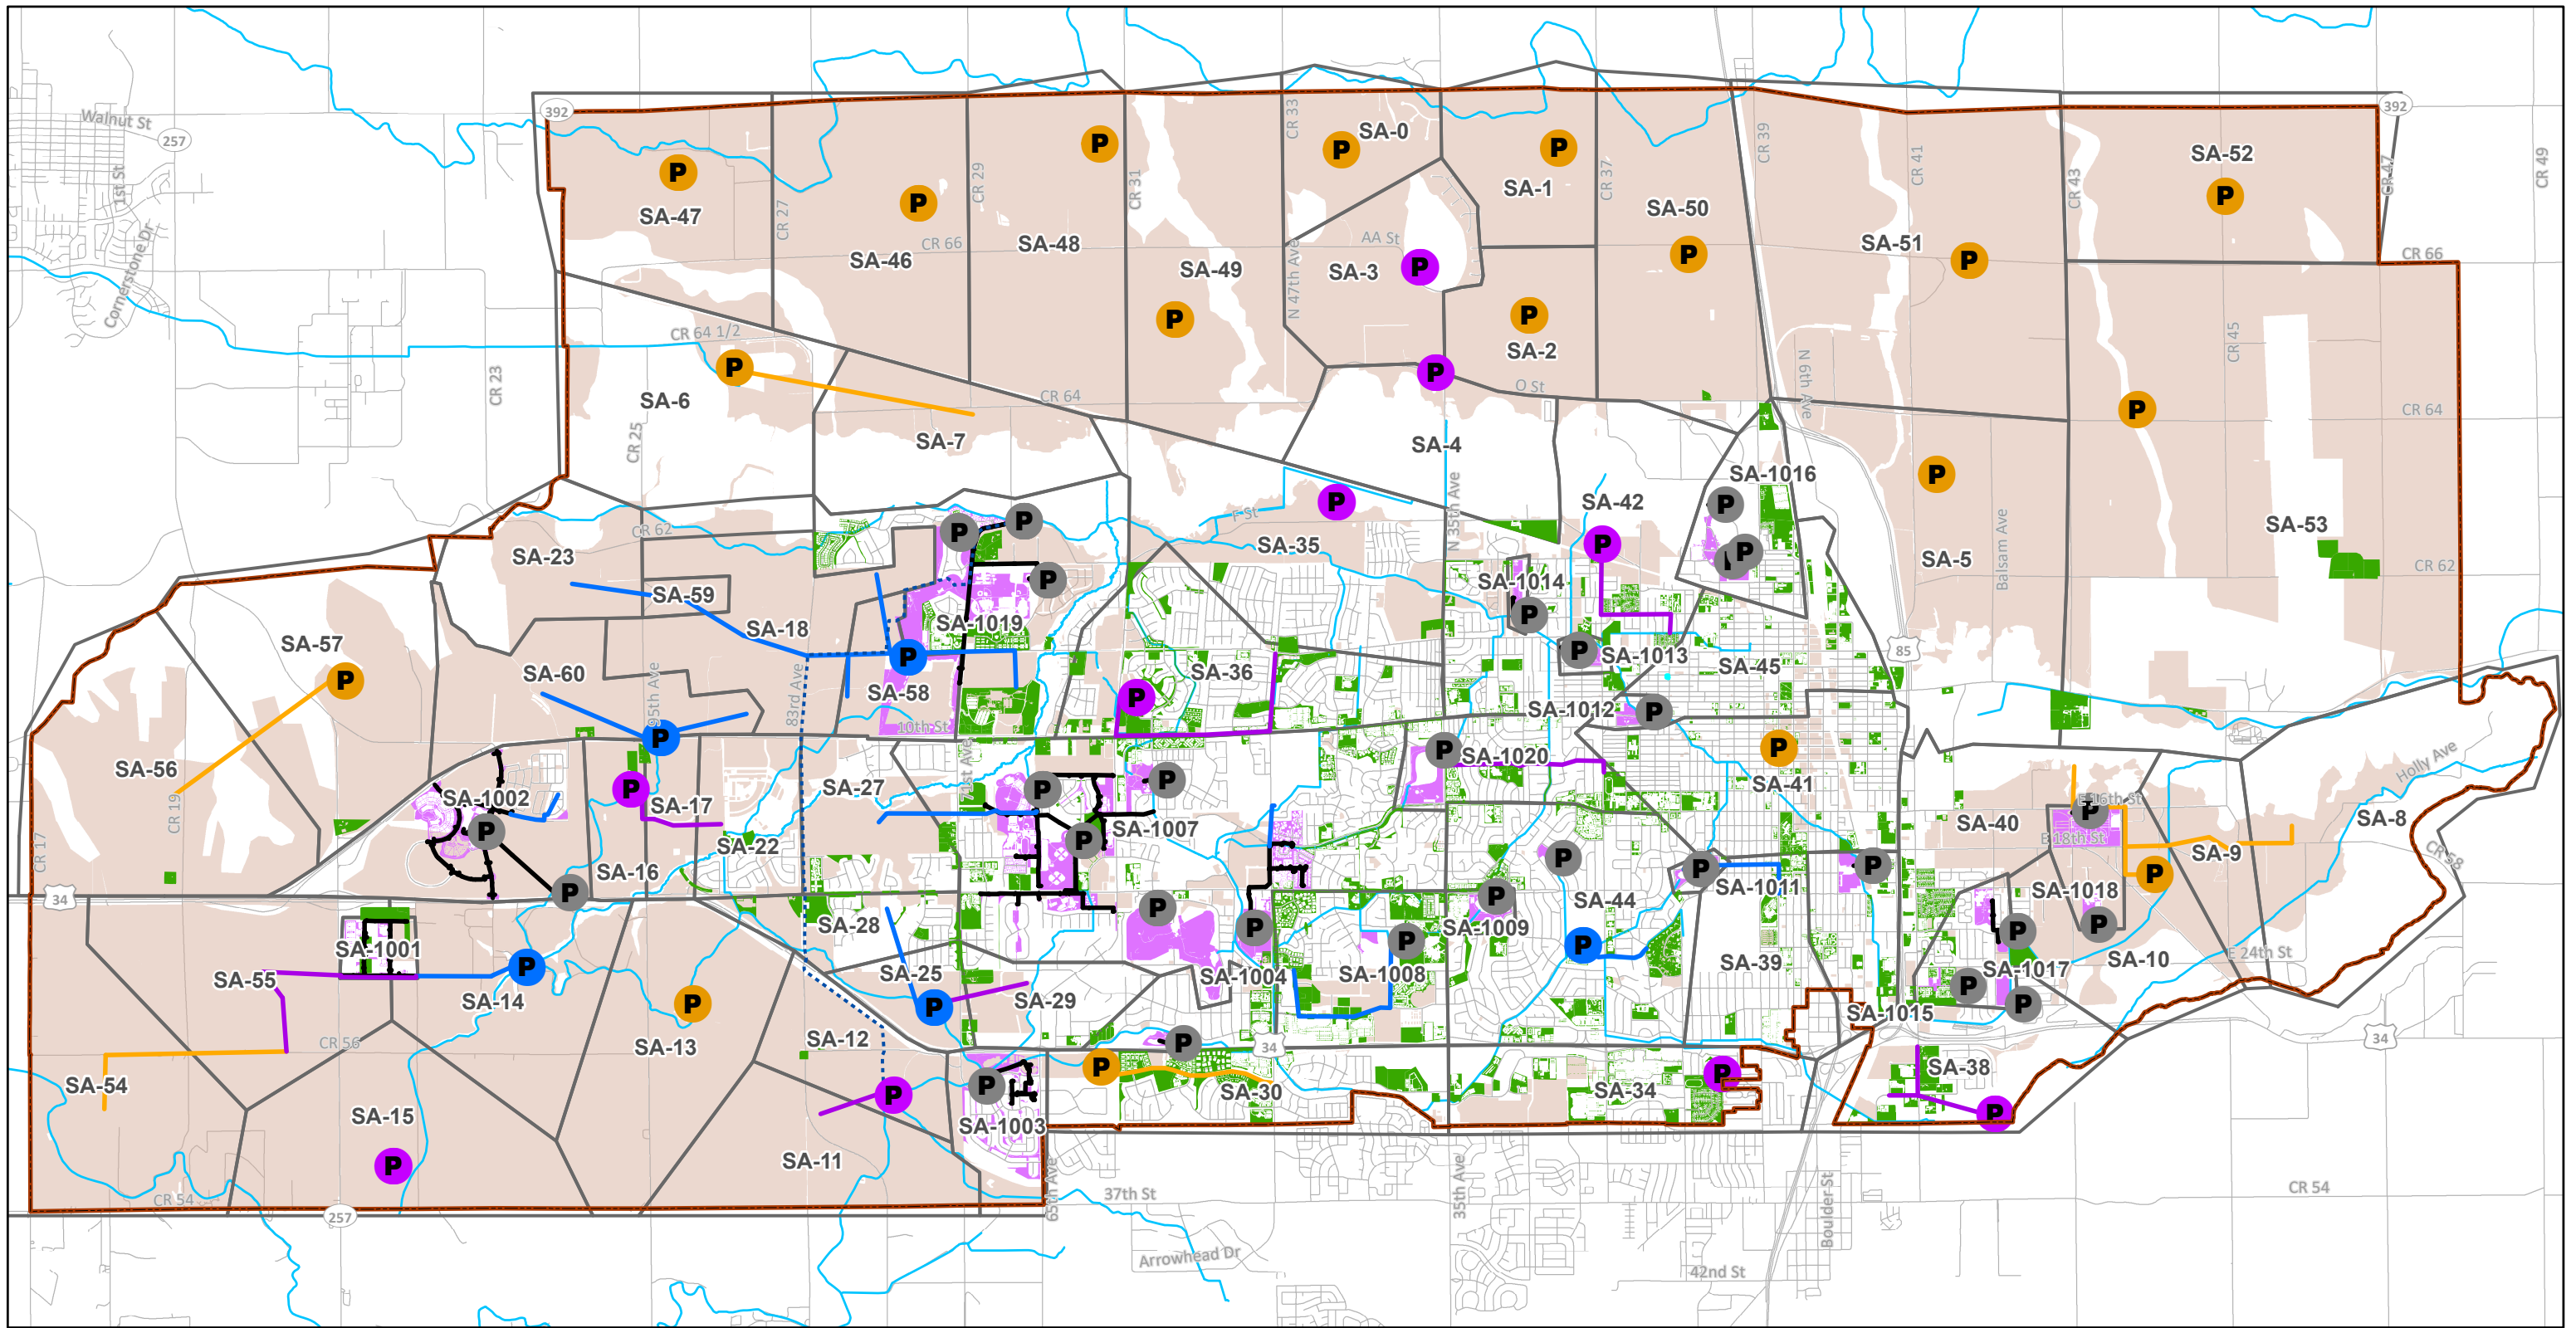 392
392
Walnut St
257
1st St
Cornerstone Dr
CR 33
SA-0
CR 39
CR 41
SA-52
CR 47
CR 49
P
P
P
P
P
P
P
SA-1
CR 37
CR 43
SA-47
CR 27
CR 29
CR 31
SA-50
SA-46
CR 66
SA-48
SA-49
N 47th Ave
AA St
SA-3
P
P
SA-51
P
CR 66
P
P
SA-2
CR 45
CR 64 1/2
P
CR 23
SA-6
CR 64
P
O St
N 6th Ave
P
CR 64
CR 25
SA-7
SA-4
N 35th Ave
SA-1016
P
SA-42
P
P
SA-53
CR 62
P
P
F St
P
SA-35
P
Balsam Ave
SA-5
CR 62
SA-23
SA-59
P
SA-1014
P
SA-57
SA-18
SA-1019
P
SA-1013
P
SA-45
85
P
SA-60
95th Ave
83rd Ave
SA-58
P
SA-36
P
SA-1012
P
10th St
P
SA-56
71st Ave
P
SA-1020
P
SA-41
Holly Ave
CR 19
SA-1002
P
P
SA-17
SA-27
P
P
SA-1007
P
E 16th St
SA-40
E 18th St
SA-8
CR 17
SA-22
P
SA-9
CR 58
34
SA-16
P
P
P
SA-1011
P
P
SA-1018
P
SA-44
SA-28
P
P
SA-1009
P
P
P
P
SA-1001
P
SA-39
E 24th St
SA-10
SA-55
P
SA-25
SA-1004
SA-1008
SA-1017
P
SA-14
P
P
SA-29
P
SA-1015
CR 56
SA-13
SA-12
P
34
34
SA-54
P
P
SA-30
SA-34
P
SA-38
SA-15
P
SA-1003
P
P
SA-11
65th Ave
35th Ave
Boulder St
CR 54
257
37th St
CR 54
Arrowhead Dr
42nd St